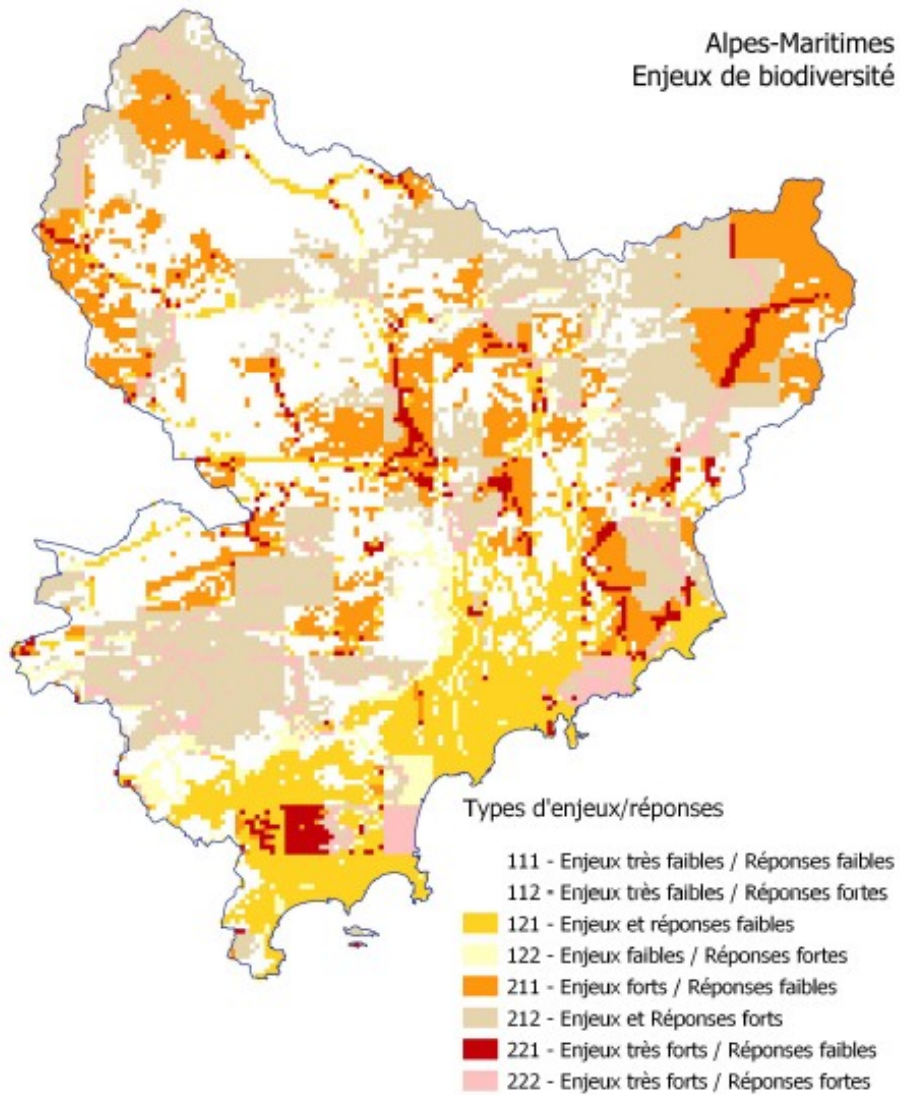 Alpes-Maritimes
Enjeux de biodiversité
Types d'enjeux/réponses
111 - Enjeux très faibles / Réponses faibles
112 - Enjeux très faibles / Réponses fortes
121 - Enjeux et réponses faibles
122 - Enjeux faibles / Réponses fortes
211 - Enjeux forts / Réponses faibles
212 - Enjeux et Réponses forts
221 - Enjeux très forts / Réponses faibles
222 - Enjeux très forts / Réponses fortes